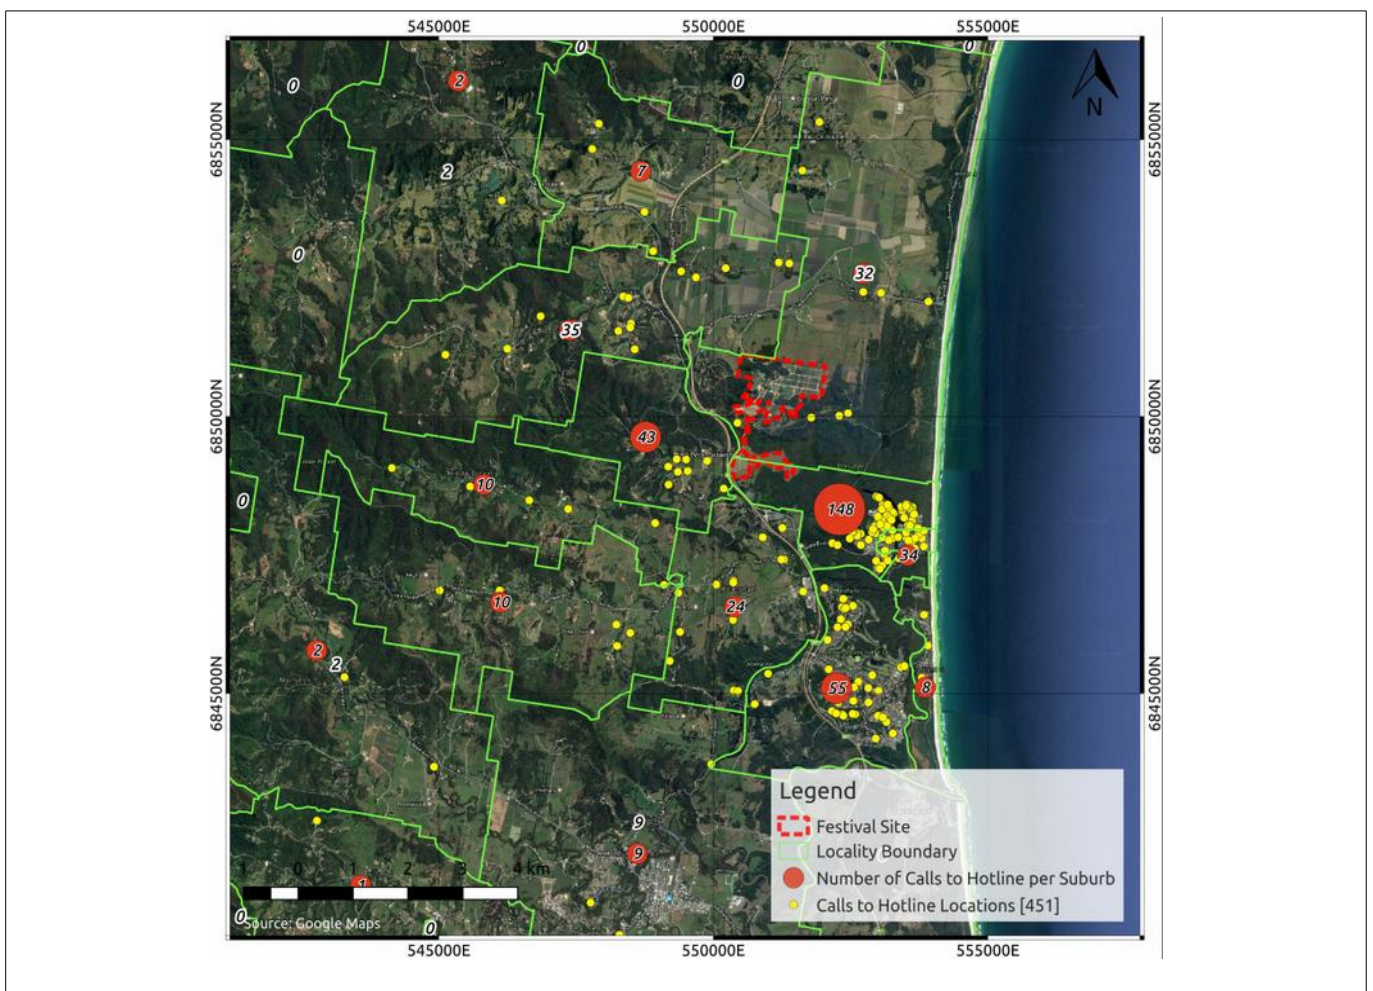 545000E
550000E
555000E
0
0
0
0
2
N
6855000N
6855000N
7
2
0
32
35
6850000N
6850000N
43
10
0
148
34
10
24
2
2
55
8
6845000N
6845000N
Legend
Festival Site
Locality Boundary
Number of Calls to Hotline per Suburb
Calls to Hotline Locations [451]
9
9
1
0
1
2
3
4 km
1
0
Source: Google Maps
0
545000E
550000E
555000E